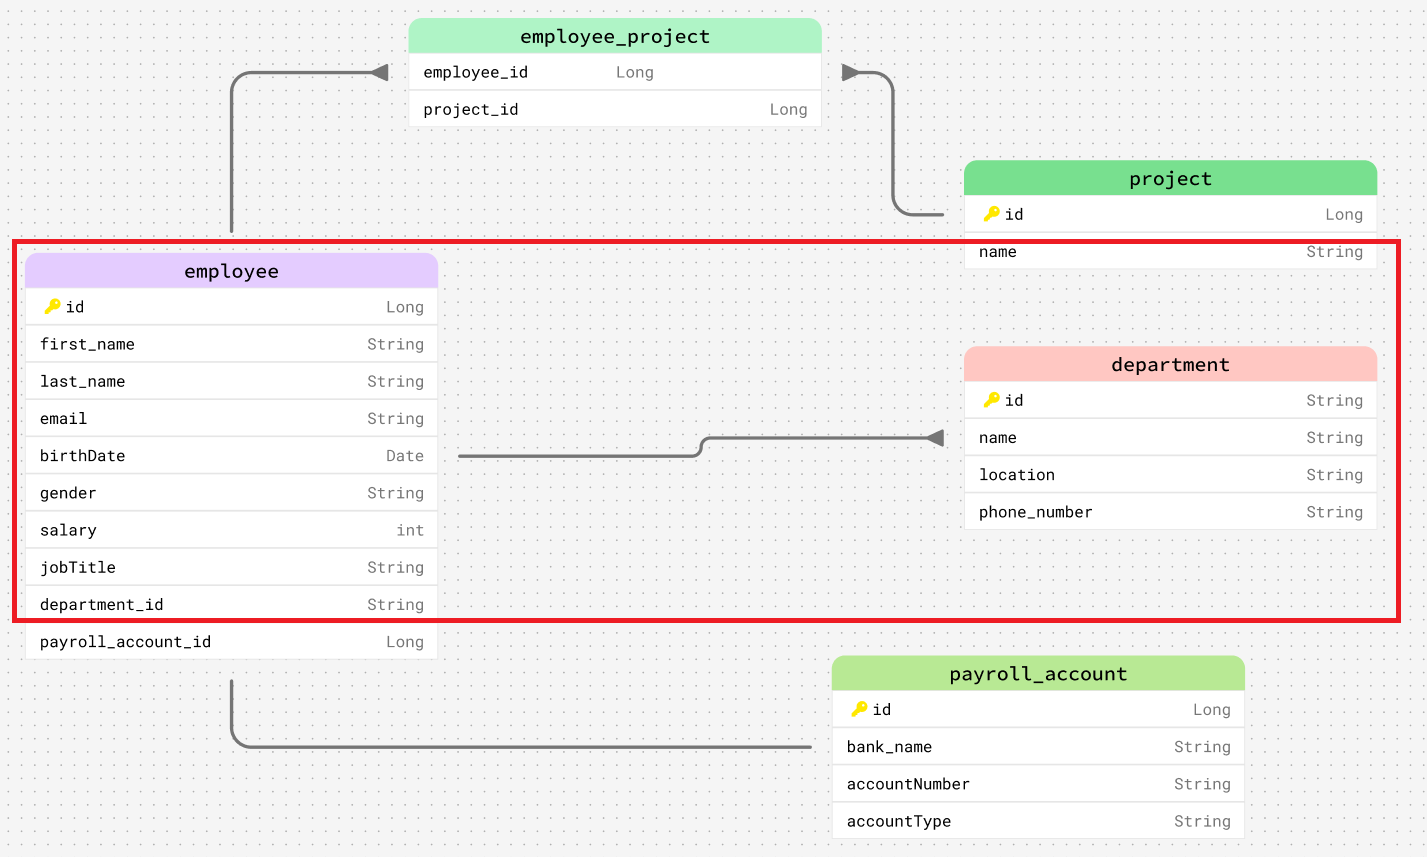 employee_project
employee_id Long
project_id Long
project
id Long
name String
employee
id Long
first_name String
last_name String
email String
birthDate Date
gender String
salary int
jobTitle String
department_id String
payroll_account_id Long
department
id String
name String
location String
phone_number String
payroll_account
id Long
bank_name String
accountNumber String
accountType String